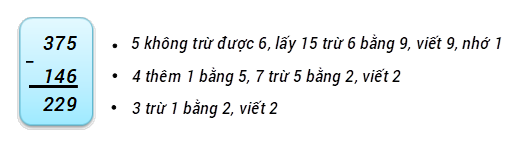 375
-
146
229
• 5 không trừ được 6, lấy 15 trừ 6 bằng 9, viết 9, nhớ 1
• 4 thêm 1 bằng 5, 7 trừ 5 bằng 2, viết 2
• 3 trừ 1 bằng 2, viết 2